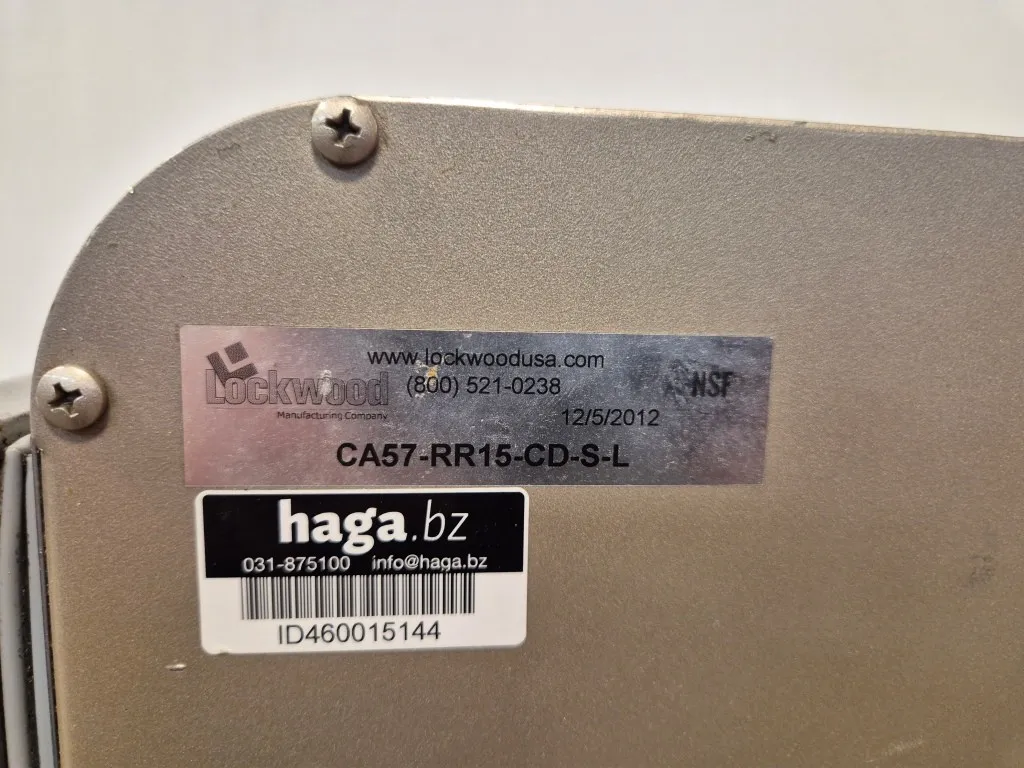 www.lockwoodusa.com
Lockwood
(800) 521-0238
NSF
Manufacturing Company
12/5/2012
CA57-RR15-CD-S-L
haga.bz
031-875100 info@haga.bz
ID460015144